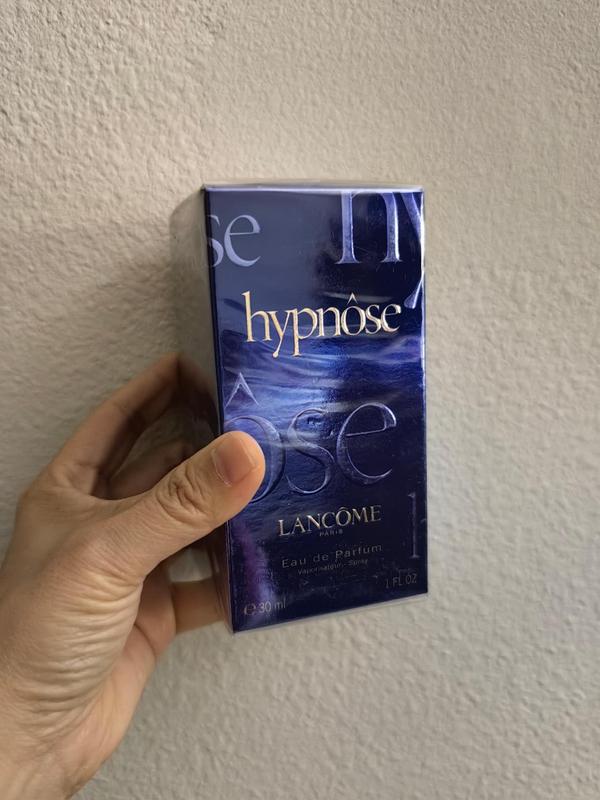 se hy
hypnôse
ôse
LANCÔME
PARIS
Eau de Parfum
Vaporisateur - Spray
1 FL.OZ
℮ 30 ml